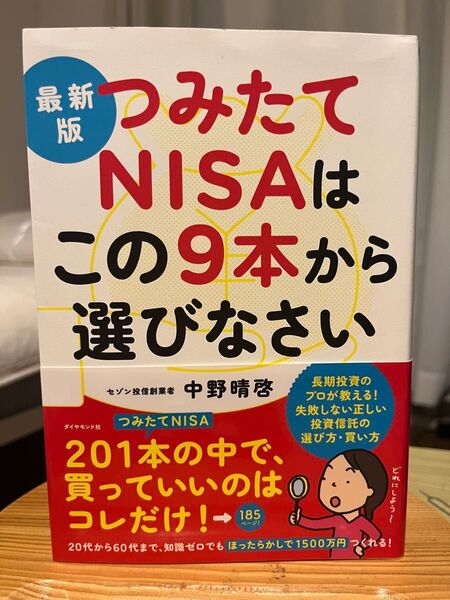 最新版
つみたて
NISAは
この9本から
選びなさい
セゾン投信創業者 中野晴啓
ダイヤモンド社
長期投資の
プロが教える!
失敗しない正しい
投資信託の
選び方・買い方
つみたてNISA
201本の中で、
買っていいのは
コレだけ!→185ページ!
どれにしよう〜
20代から60代まで、知識ゼロでもほったらかしで1500万円つくれる!